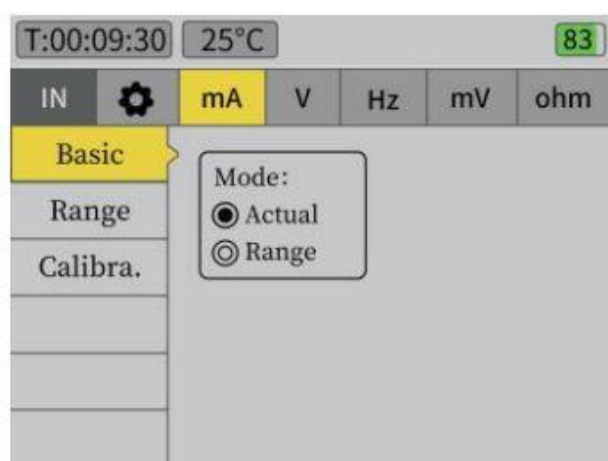 T:00:09:30 25°C 83
IN mA V Hz mV ohm
Basic
Range
Calibra.
Mode:
Actual
Range